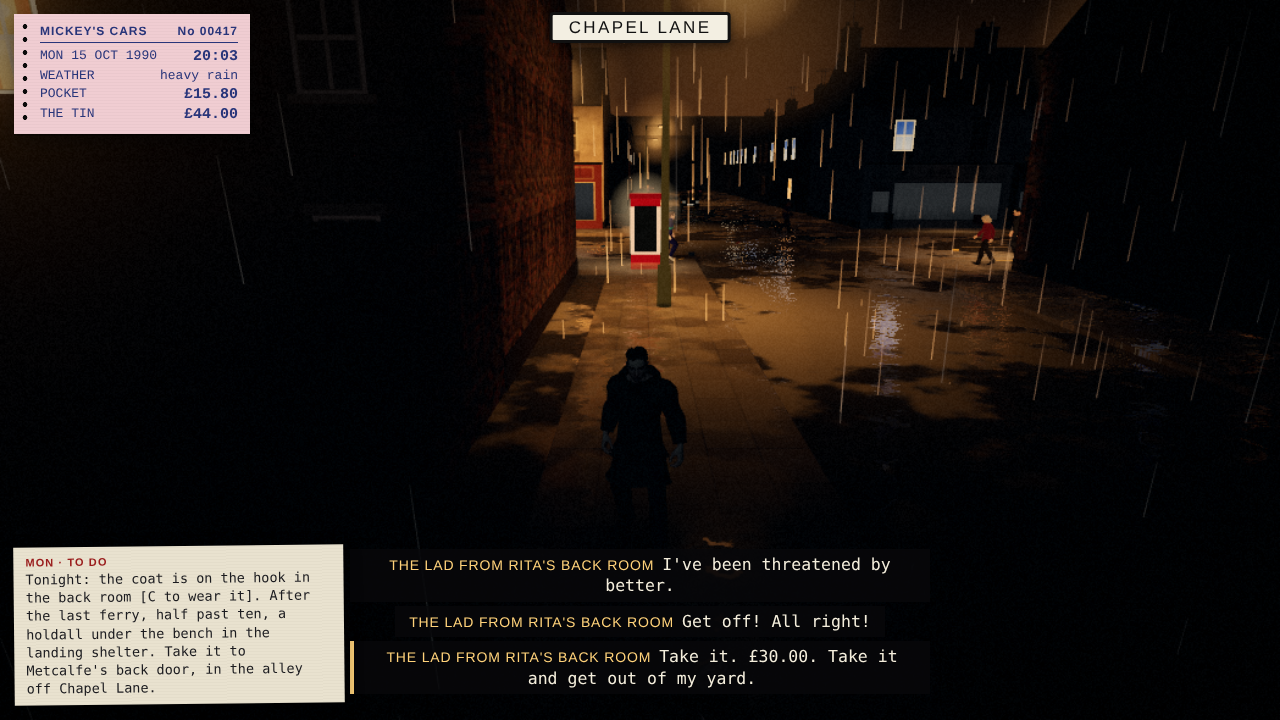 MICKEY'S CARS No 00417
MON 15 OCT 1990 20:03
WEATHER heavy rain
POCKET £15.80
THE TIN £44.00
CHAPEL LANE
MON · TO DO
Tonight: the coat is on the hook in
the back room [C to wear it]. After
the last ferry, half past ten, a
holdall under the bench in the
landing shelter. Take it to
Metcalfe's back door, in the alley
off Chapel Lane.
THE LAD FROM RITA'S BACK ROOM I've been threatened by
better.
THE LAD FROM RITA'S BACK ROOM Get off! All right!
THE LAD FROM RITA'S BACK ROOM Take it. £30.00. Take it
and get out of my yard.